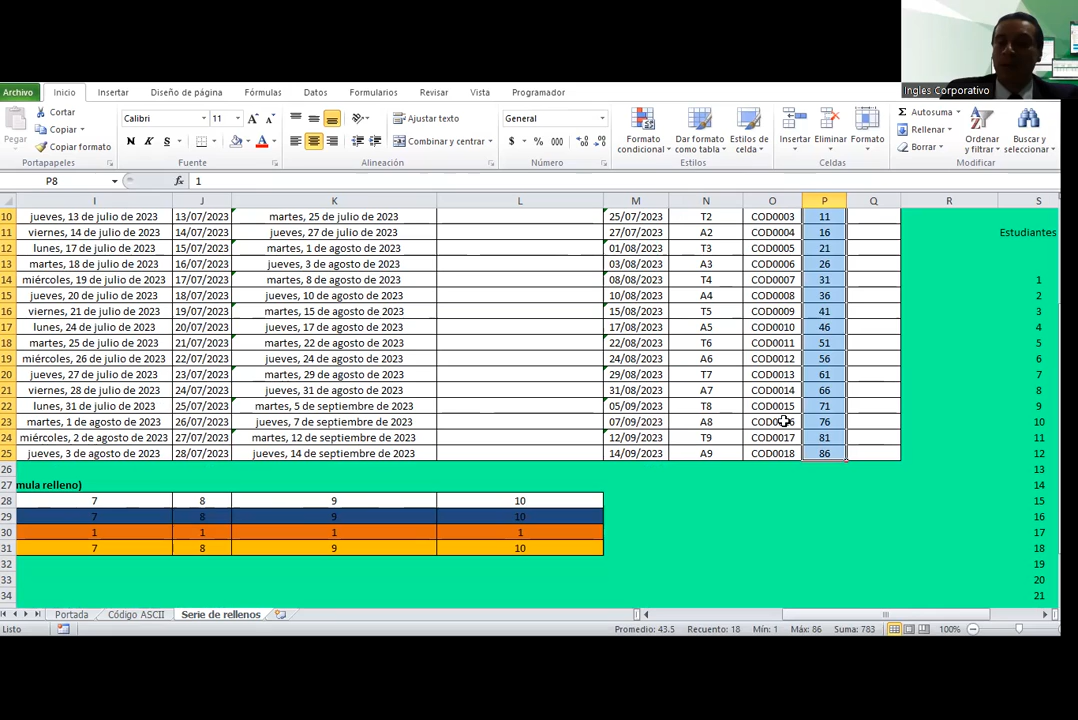 Ingles Corporativo
Archivo Inicio Insertar Diseño de página Fórmulas Datos Formularios Revisar Vista Programador
Cortar Calibri 11 A A Ajustar texto General Σ Autosuma
Copiar
Pegar Copiar formato N K S A Combinar y centrar $ % 000 Formato condicional Dar formato como tabla Estilos de celda Insertar Eliminar Formato Rellenar Borrar Ordenar y filtrar Buscar y seleccionar
Portapapeles Fuente Alineación Número Estilos Celdas Modificar
P8 fx 1
I J K L M N O P Q R S
10 jueves, 13 de julio de 2023 13/07/2023 martes, 25 de julio de 2023 25/07/2023 T2 COD0003 11
11 viernes, 14 de julio de 2023 14/07/2023 jueves, 27 de julio de 2023 27/07/2023 A2 COD0004 16 Estudiantes
12 lunes, 17 de julio de 2023 15/07/2023 martes, 1 de agosto de 2023 01/08/2023 T3 COD0005 21
13 martes, 18 de julio de 2023 16/07/2023 jueves, 3 de agosto de 2023 03/08/2023 A3 COD0006 26
14 miércoles, 19 de julio de 2023 17/07/2023 martes, 8 de agosto de 2023 08/08/2023 T4 COD0007 31 1
15 jueves, 20 de julio de 2023 18/07/2023 jueves, 10 de agosto de 2023 10/08/2023 A4 COD0008 36 2
16 viernes, 21 de julio de 2023 19/07/2023 martes, 15 de agosto de 2023 15/08/2023 T5 COD0009 41 3
17 lunes, 24 de julio de 2023 20/07/2023 jueves, 17 de agosto de 2023 17/08/2023 A5 COD0010 46 4
18 martes, 25 de julio de 2023 21/07/2023 martes, 22 de agosto de 2023 22/08/2023 T6 COD0011 51 5
19 miércoles, 26 de julio de 2023 22/07/2023 jueves, 24 de agosto de 2023 24/08/2023 A6 COD0012 56 6
20 jueves, 27 de julio de 2023 23/07/2023 martes, 29 de agosto de 2023 29/08/2023 T7 COD0013 61 7
21 viernes, 28 de julio de 2023 24/07/2023 jueves, 31 de agosto de 2023 31/08/2023 A7 COD0014 66 8
22 lunes, 31 de julio de 2023 25/07/2023 martes, 5 de septiembre de 2023 05/09/2023 T8 COD0015 71 9
23 martes, 1 de agosto de 2023 26/07/2023 jueves, 7 de septiembre de 2023 07/09/2023 A8 76 10
24 miércoles, 2 de agosto de 2023 27/07/2023 martes, 12 de septiembre de 2023 12/09/2023 T9 COD0017 81 11
25 jueves, 3 de agosto de 2023 28/07/2023 jueves, 14 de septiembre de 2023 14/09/2023 A9 COD0018 86 12
26 13
27 mula relleno) 14
28 7 8 9 10 15
29 7 8 9 10 16
30 1 1 1 1 17
31 7 8 9 10 18
32 19
33 20
34 21
Portada Código ASCII Serie de rellenos
Listo Promedio: 43.5 Recuento: 18 Mín: 1 Máx: 86 Suma: 783 100%